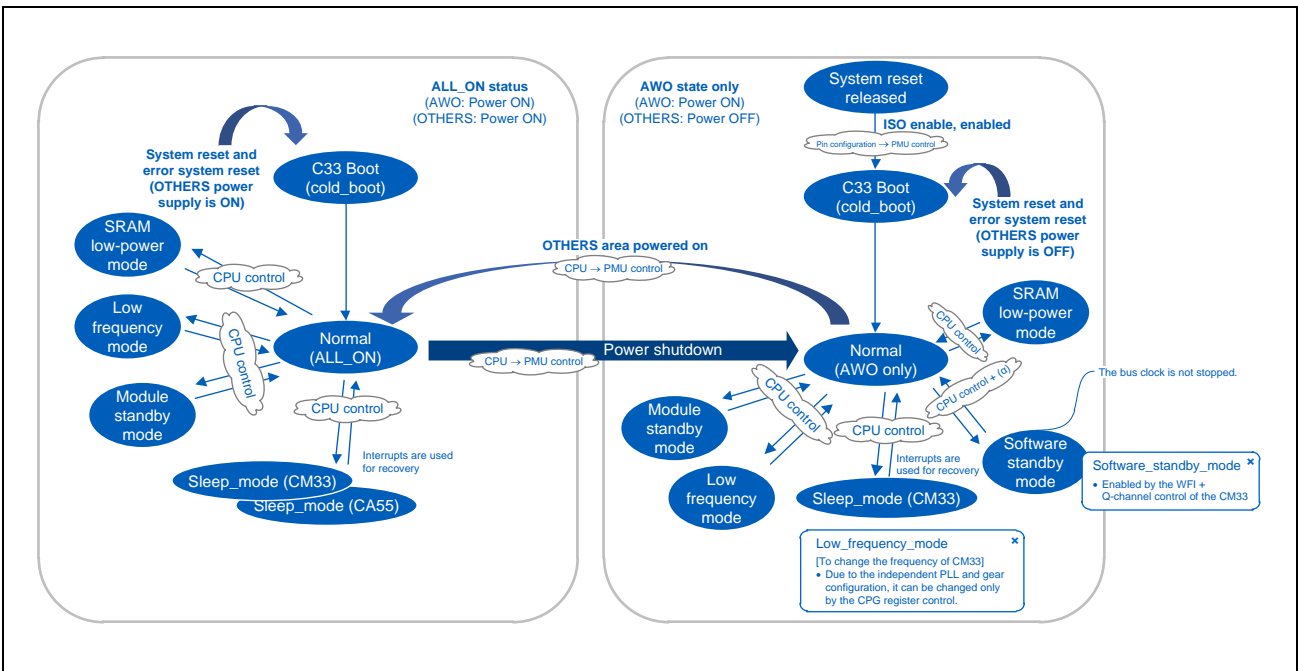 ALL_ON status
(AWO: Power ON)
(OTHERS: Power ON)
System reset and
error system reset
(OTHERS power
supply is ON)
C33 Boot
(cold_boot)
SRAM
low-power
mode
CPU control
Low
frequency
mode
CPU control
Normal
(ALL_ON)
Module
standby
mode
CPU control
Interrupts are used
for recovery
Sleep_mode (CM33)
Sleep_mode (CA55)
OTHERS area powered on
CPU → PMU control
Power shutdown
CPU → PMU control
AWO state only
(AWO: Power ON)
(OTHERS: Power OFF)
System reset
released
ISO enable, enabled
Pin configuration → PMU control
C33 Boot
(cold_boot)
System reset and
error system reset
(OTHERS power
supply is OFF)
SRAM
low-power
mode
CPU control
Normal
(AWO only)
CPU control + (α)
The bus clock is not stopped.
CPU control
Module
standby
mode
CPU control
Software
standby
mode
Interrupts are
used for recovery
Low
frequency
mode
Sleep_mode (CM33)
Software_standby_mode ×
• Enabled by the WFI +
Q-channel control of the CM33
Low_frequency_mode ×
[To change the frequency of CM33]
• Due to the independent PLL and gear
configuration, it can be changed only
by the CPG register control.